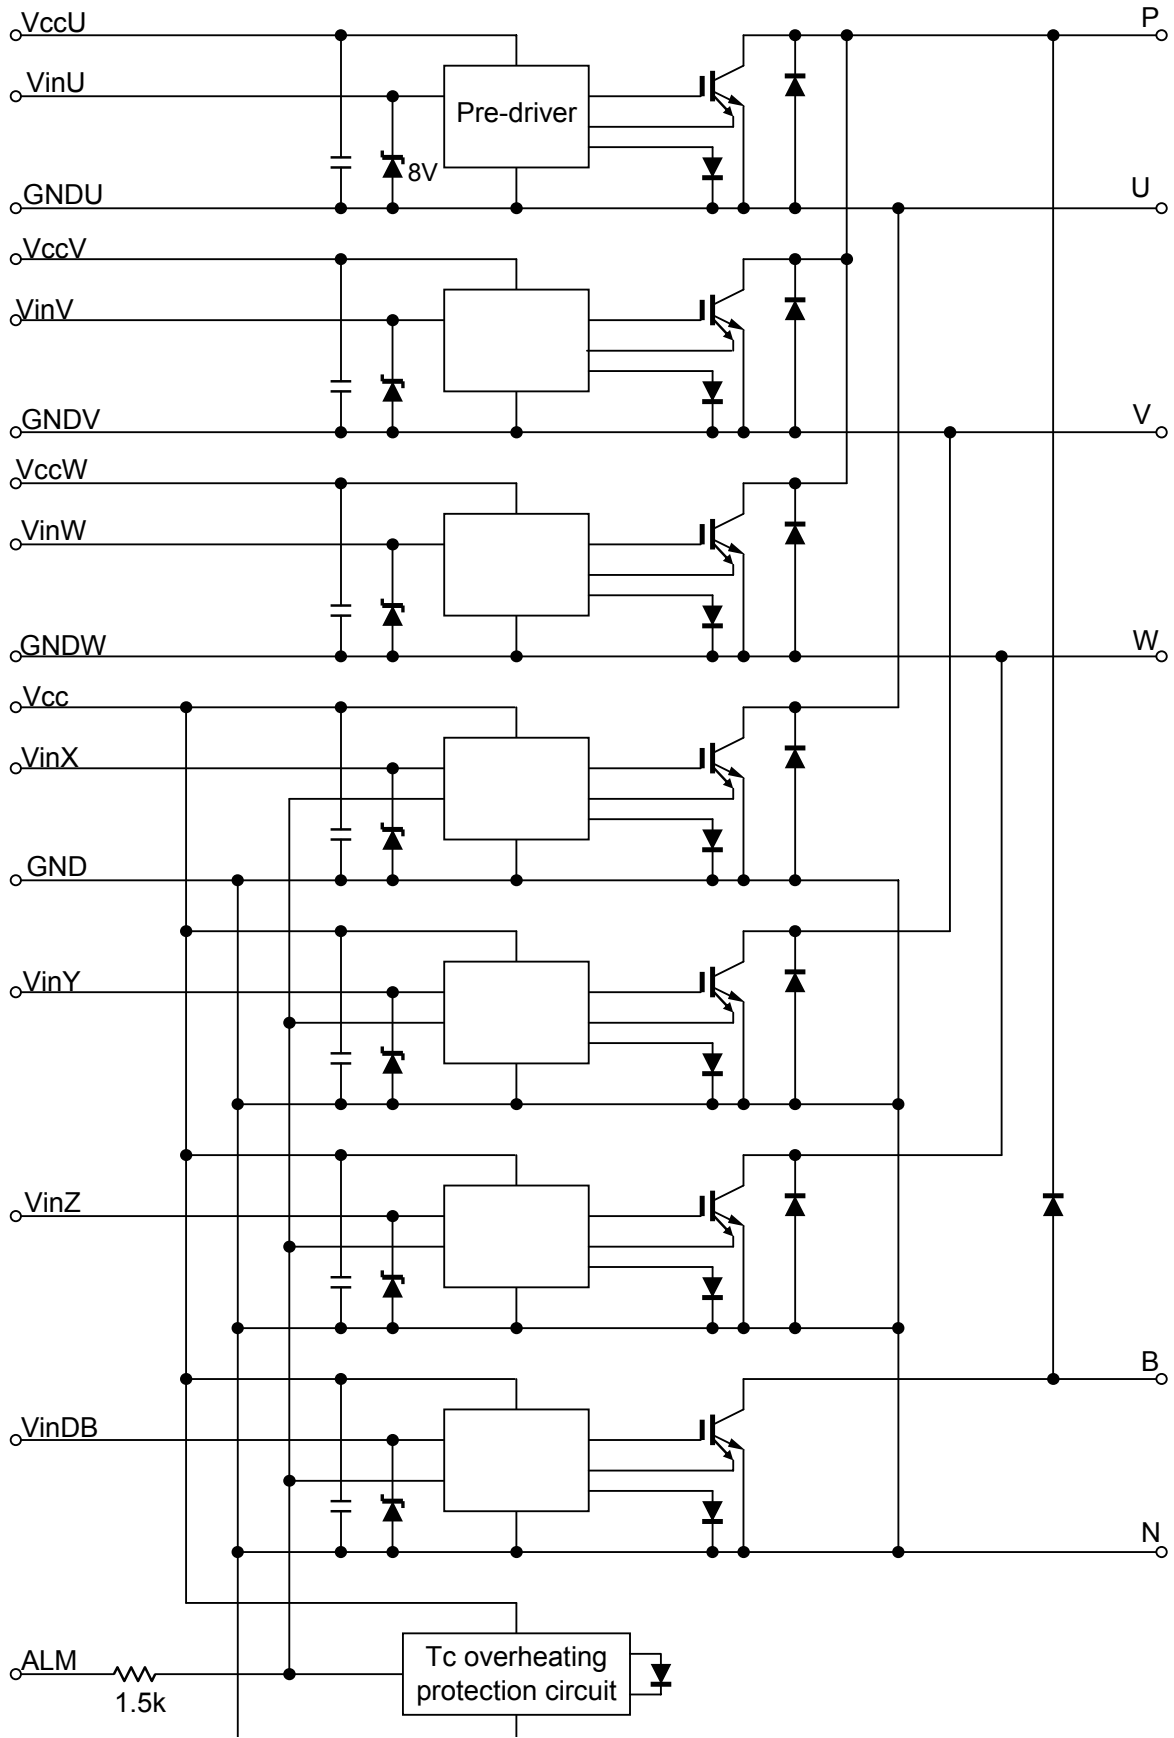 VccU
P
VinU
Pre-driver
8V
GNDU
U
VccV
VinV
GNDV
V
VccW
VinW
GNDW
W
Vcc
VinX
GND
VinY
VinZ
B
VinDB
N
ALM
1.5k
Tc overheating
protection circuit